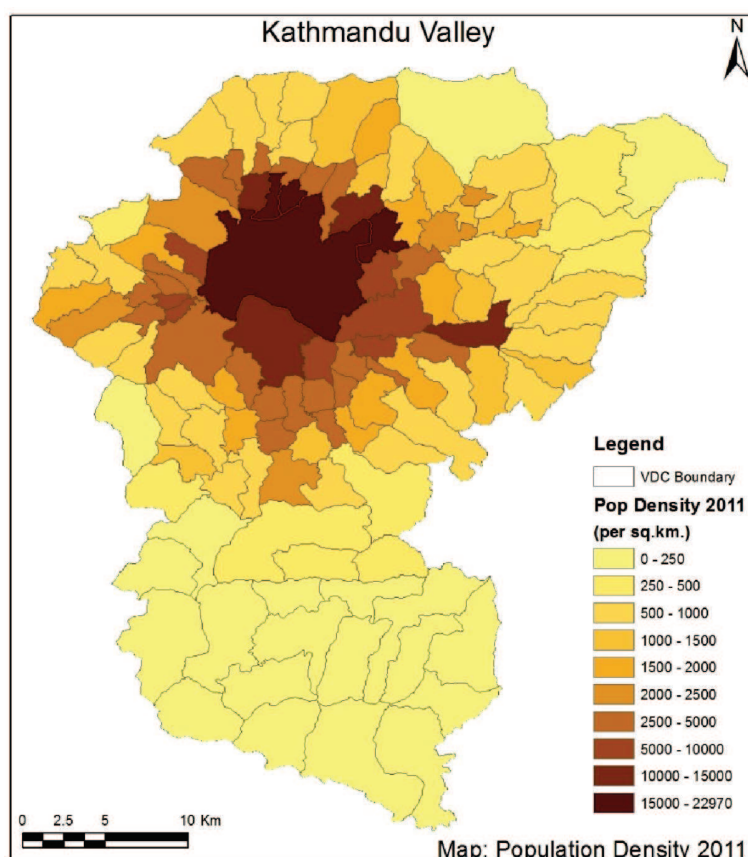 Kathmandu Valley
N
Legend
VDC Boundary
Pop Density 2011
(per sq.km.)
0 - 250
250 - 500
500 - 1000
1000 - 1500
1500 - 2000
2000 - 2500
2500 - 5000
5000 - 10000
10000 - 15000
15000 - 22970
0 2.5 5 10 Km
Map: Population Density 2011